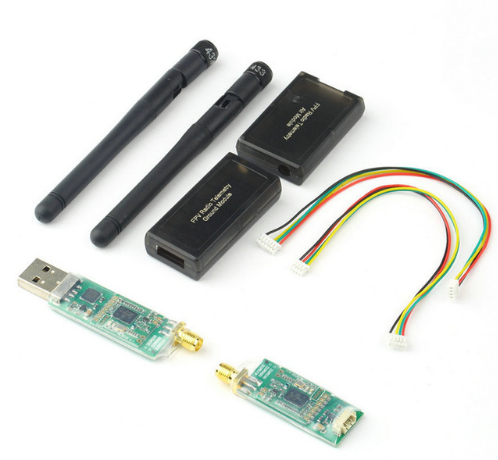 433
433
FPV Radio Telemetry
Air Module
FPV Radio Telemetry
Ground Module